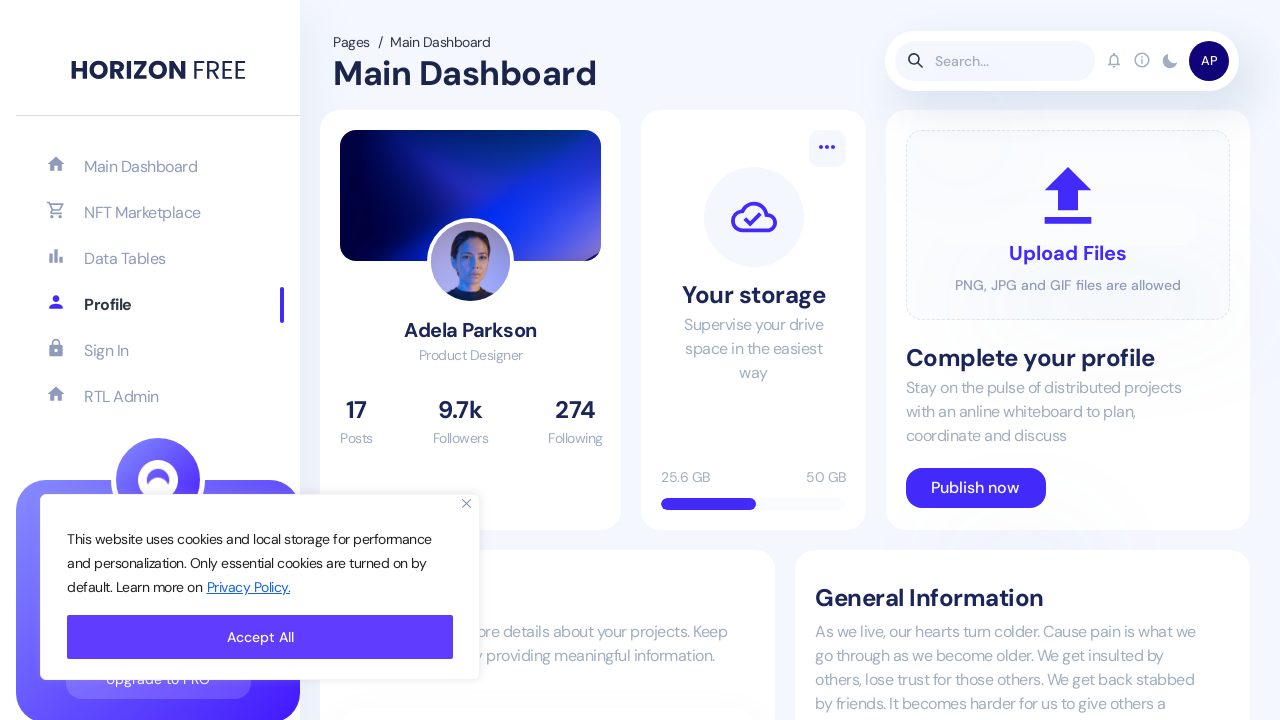 HORIZON FREE
Main Dashboard
NFT Marketplace
Data Tables
Profile
Sign In
RTL Admin
Pages / Main Dashboard
Main Dashboard
Search...
AP
Adela Parkson
Product Designer
17
Posts
9.7k
Followers
274
Following
Your storage
Supervise your drive
space in the easiest
way
25.6 GB
50 GB
Upload Files
PNG, JPG and GIF files are allowed
Complete your profile
Stay on the pulse of distributed projects
with an anline whiteboard to plan,
coordinate and discuss
Publish now
This website uses cookies and local storage for performance
and personalization. Only essential cookies are turned on by
default. Learn more on Privacy Policy.
Accept All
Upgrade to PRO
details about your projects. Keep
providing meaningful information.
General Information
As we live, our hearts turn colder. Cause pain is what we
go through as we become older. We get insulted by
others, lose trust for those others. We get back stabbed
by friends. It becomes harder for us to give others a